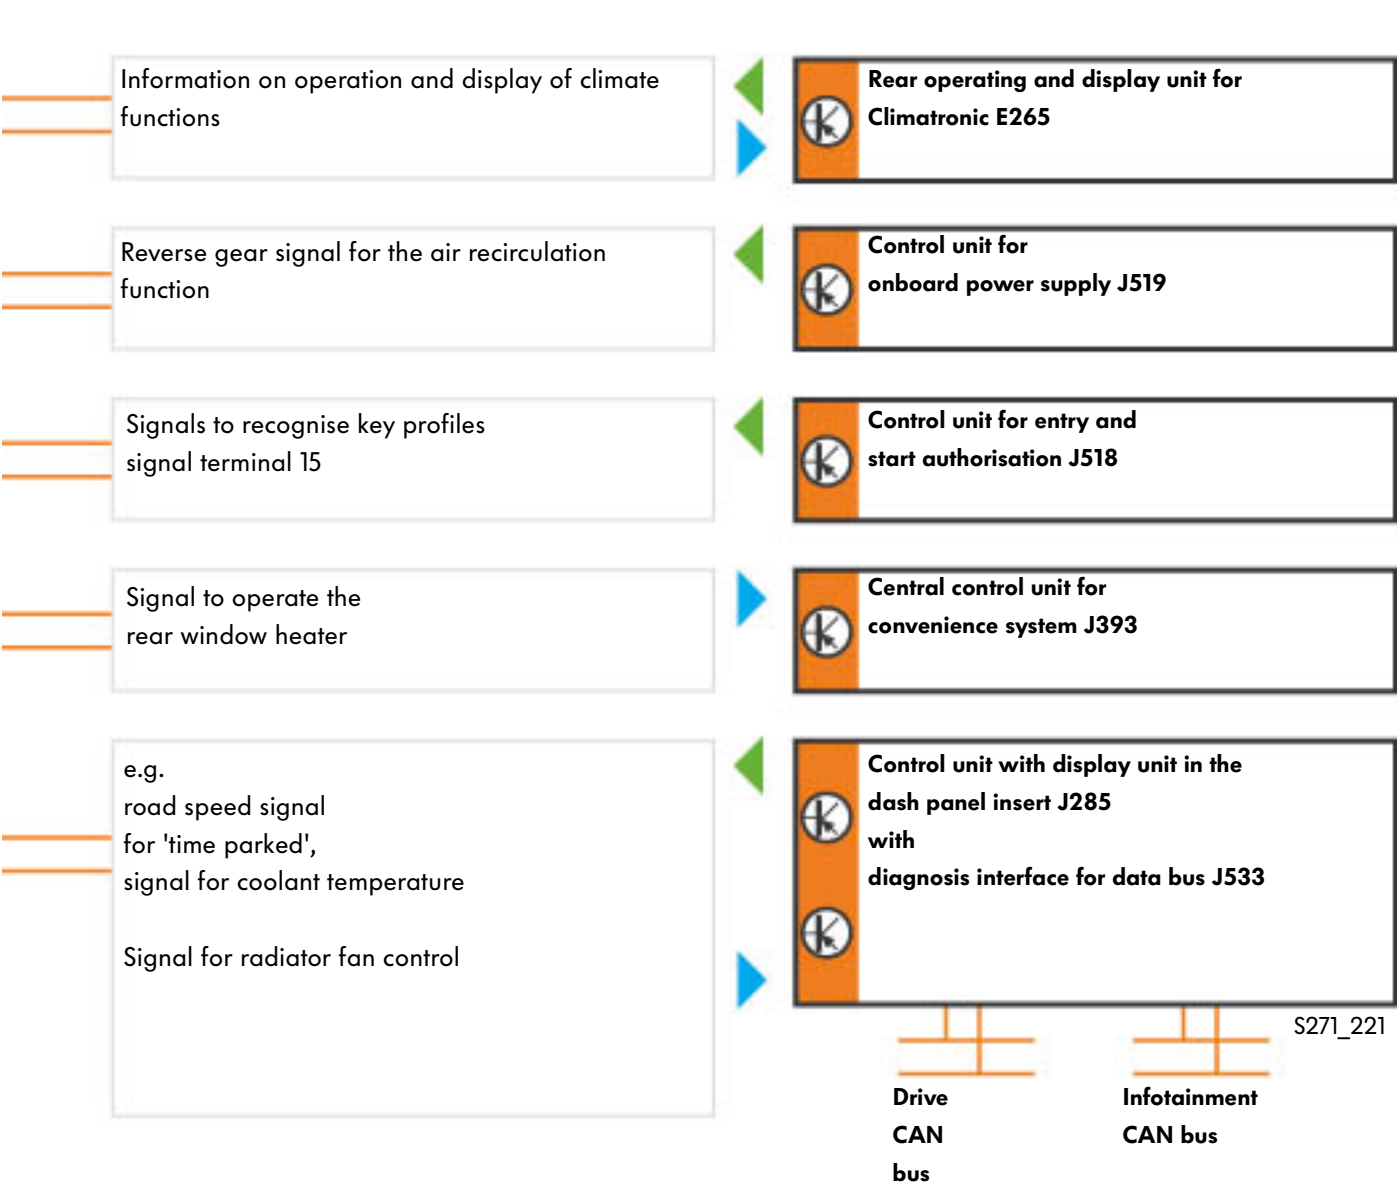 Information on operation and display of climate
functions
Rear operating and display unit for
Climatronic E265
Reverse gear signal for the air recirculation
function
Control unit for
onboard power supply J519
Signals to recognise key profiles
signal terminal 15
Control unit for entry and
start authorisation J518
Signal to operate the
rear window heater
Central control unit for
convenience system J393
e.g.
road speed signal
for 'time parked',
signal for coolant temperature
Signal for radiator fan control
Control unit with display unit in the
dash panel insert J285
with
diagnosis interface for data bus J533
S271_221
Drive
CAN
bus
Infotainment
CAN bus